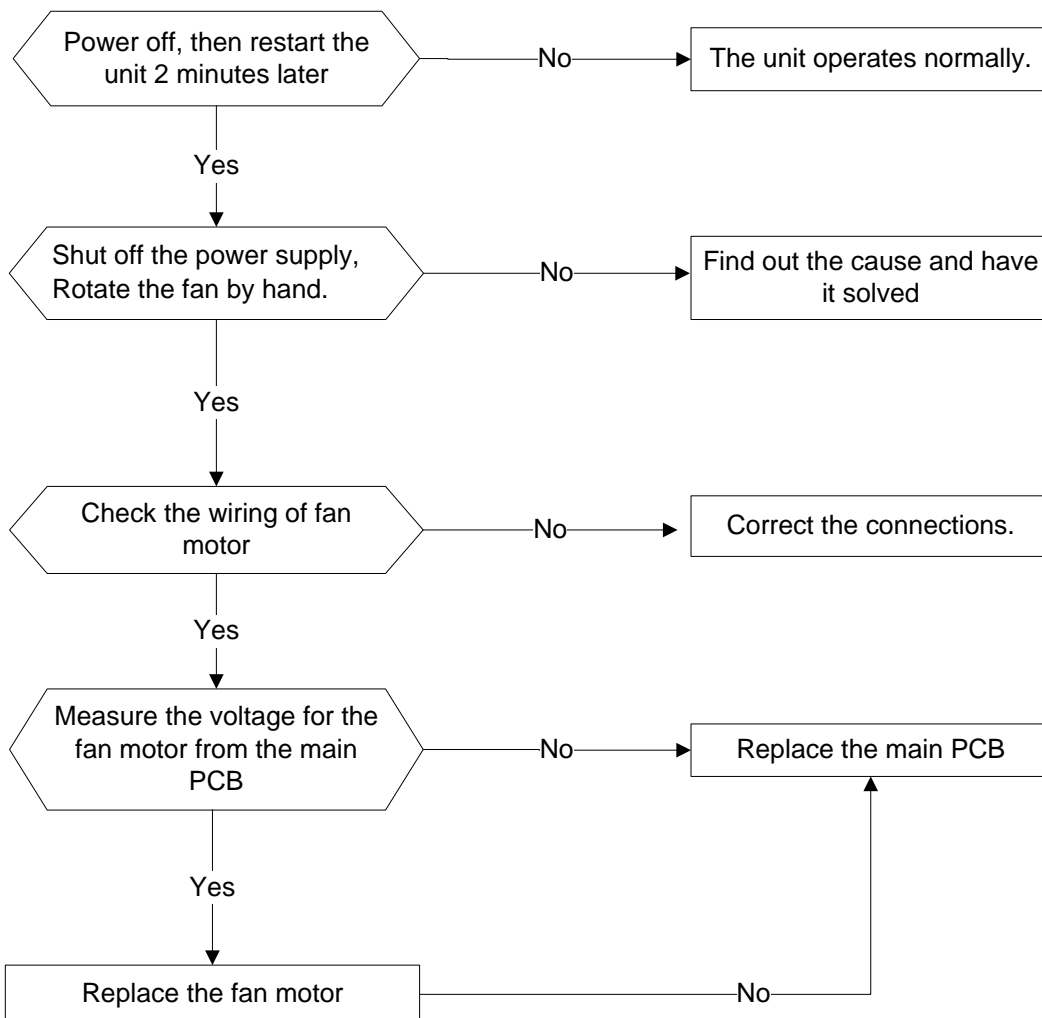 Power off, then restart the
unit 2 minutes later
No
The unit operates normally.
Yes
Shut off the power supply,
Rotate the fan by hand.
No
Find out the cause and have
it solved
Yes
Check the wiring of fan
motor
No
Correct the connections.
Yes
Measure the voltage for the
fan motor from the main
PCB
No
Replace the main PCB
Yes
Replace the fan motor
No